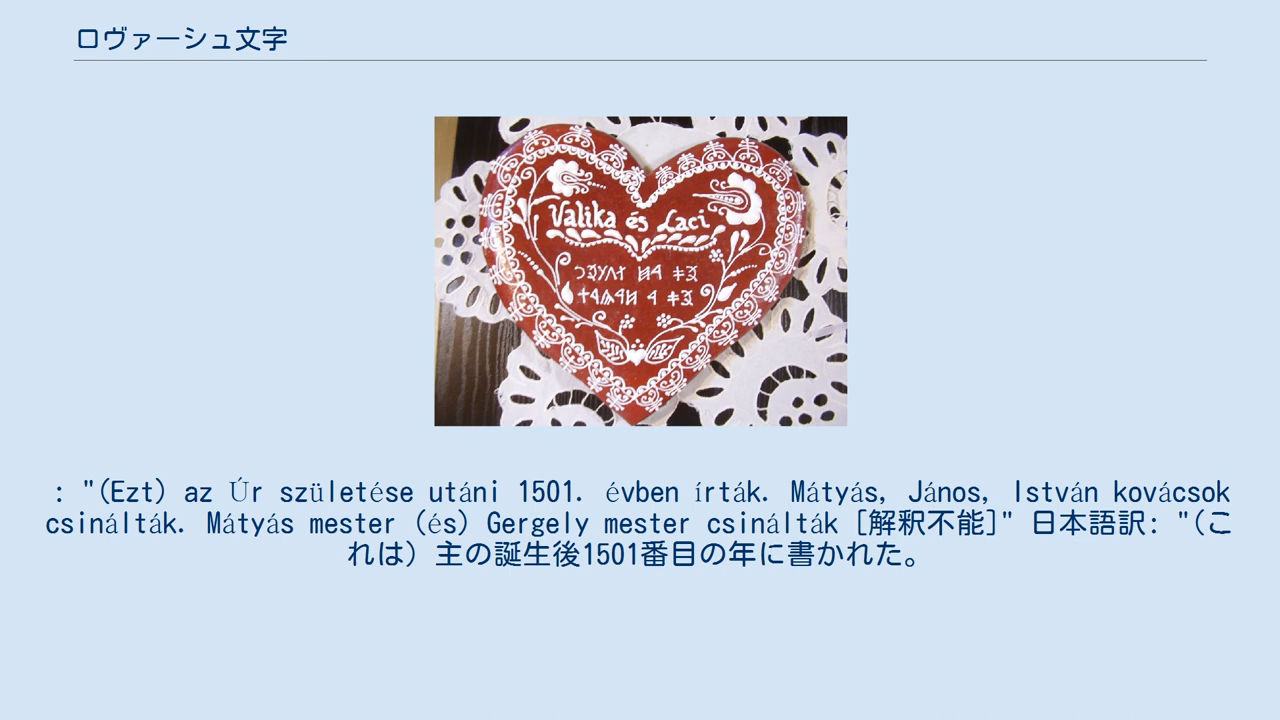 ロヴァーシュ文字
Valika és Laci
: "(Ezt) az Úr születése utáni 1501. évben írták. Mátyás, János, István kovácsok
csinálták. Mátyás mester (és) Gergely mester csinálták [解釈不能]" 日本語訳: "(こ
れは) 主の誕生後1501番目の年に書かれた。